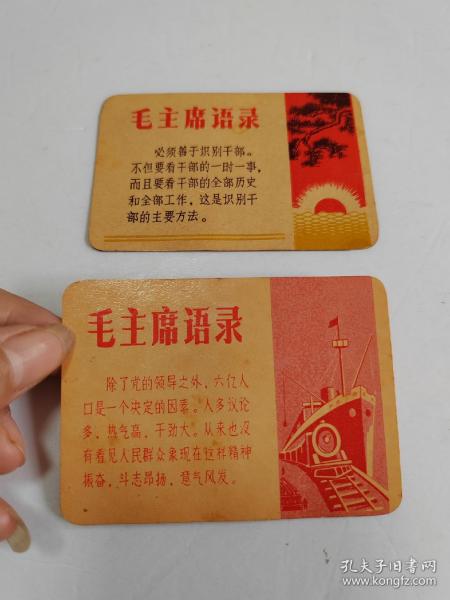 毛主席语录
必须善于识别干部。
不但要看干部的一时一事,
而且要看干部的全部历史
和全部工作,这是识别干
部的主要方法。
毛主席语录
除了党的领导之外,六亿人
口是一个决定的因素。人多议论
多,热气高,干劲大。从来也没
有看见人民群众象现在这样精神
振奋,斗志昂扬,意气风发。
孔夫子旧书网
www.kongfz.com